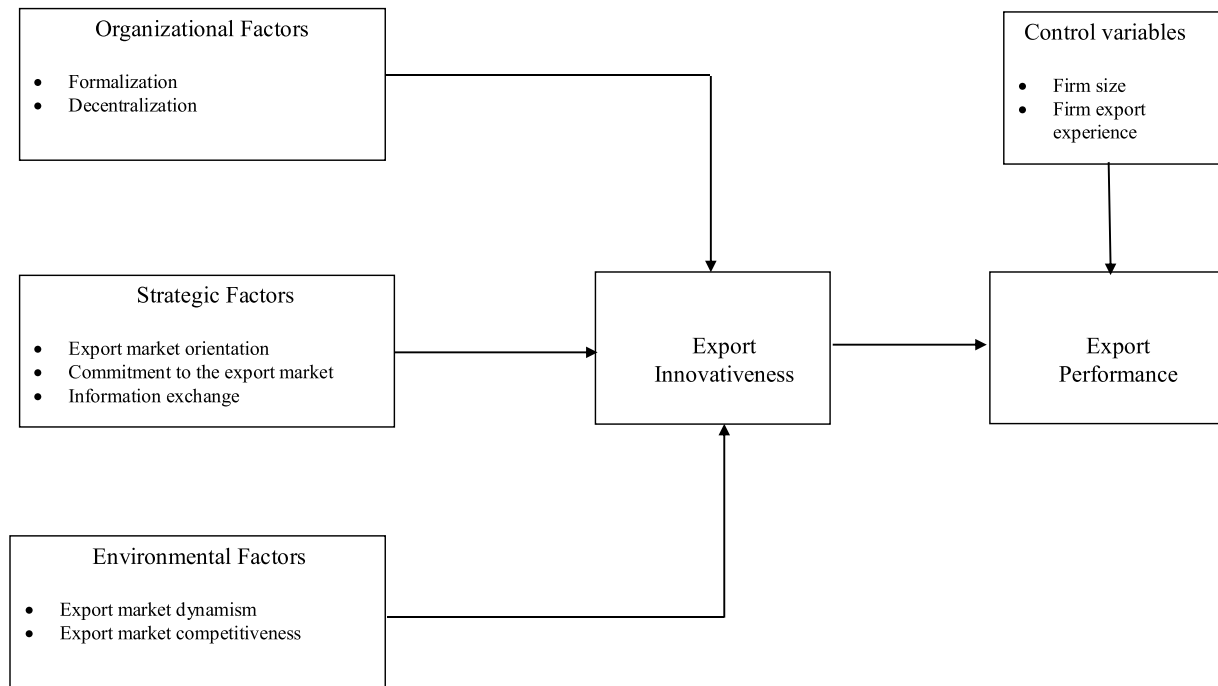 Organizational Factors
• Formalization
• Decentralization
Control variables
• Firm size
• Firm export
experience
Strategic Factors
• Export market orientation
• Commitment to the export market
• Information exchange
Export
Innovativeness
Export
Performance
Environmental Factors
• Export market dynamism
• Export market competitiveness